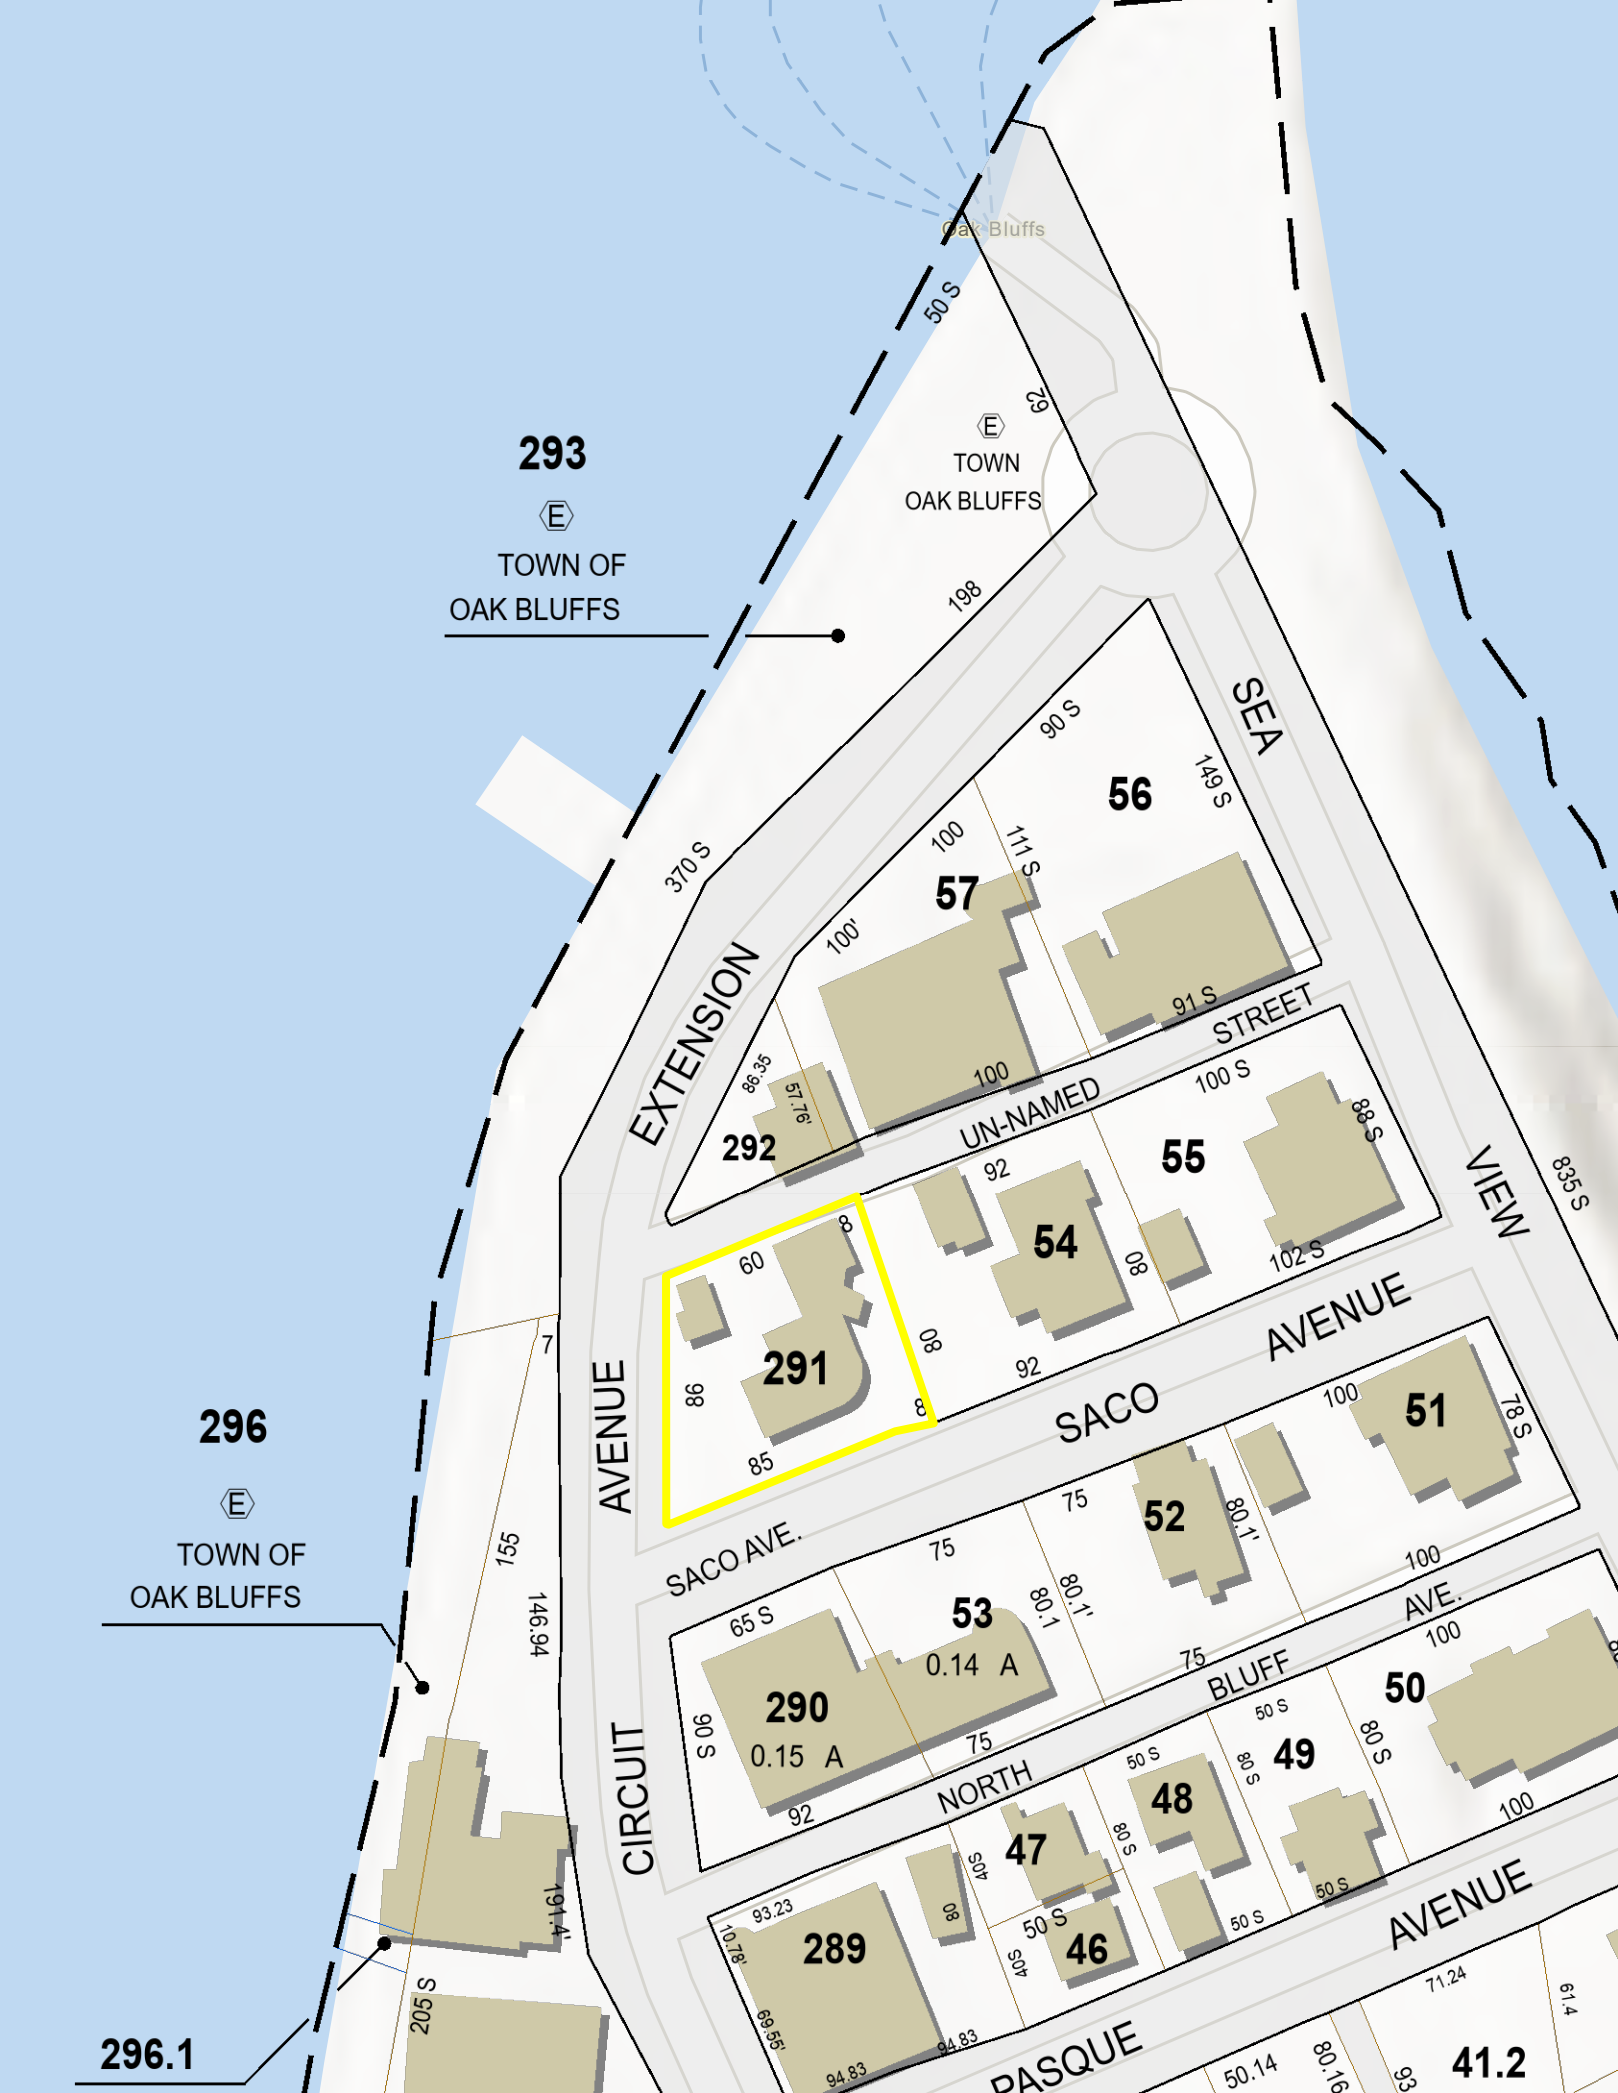 Oak Bluffs
50 S
62
293
E
TOWN OF
OAK BLUFFS
E
TOWN
OAK BLUFFS
198
SEA
90 S
149 S
56
370 S
100
111 S
57
100'
EXTENSION
91 S
STREET
86.35
57.76'
100
UN-NAMED
100 S
88 S
292
92
55
VIEW
835 S
8
60
54
80
102 S
AVENUE
7
86
291
80
92
8
85
SACO
100
51
78 S
296
E
TOWN OF
OAK BLUFFS
AVENUE
SACO AVE.
75
52
80.1'
75
100
155
146.94
65 S
53
0.14 A
80.1
80.1'
AVE.
100
75
BLUFF
290
0.15 A
90 S
75
50 S
50
80 S
49
80 S
CIRCUIT
92
NORTH
50 S
48
47
80 S
100
191.4'
93.23
10.78'
289
80
40S
50 S
46
40S
50 S
50 S
AVENUE
205 S
69.55'
94.83
94.83
PASQUE
71.24
61.4
296.1
50.14
80.16
93
41.2